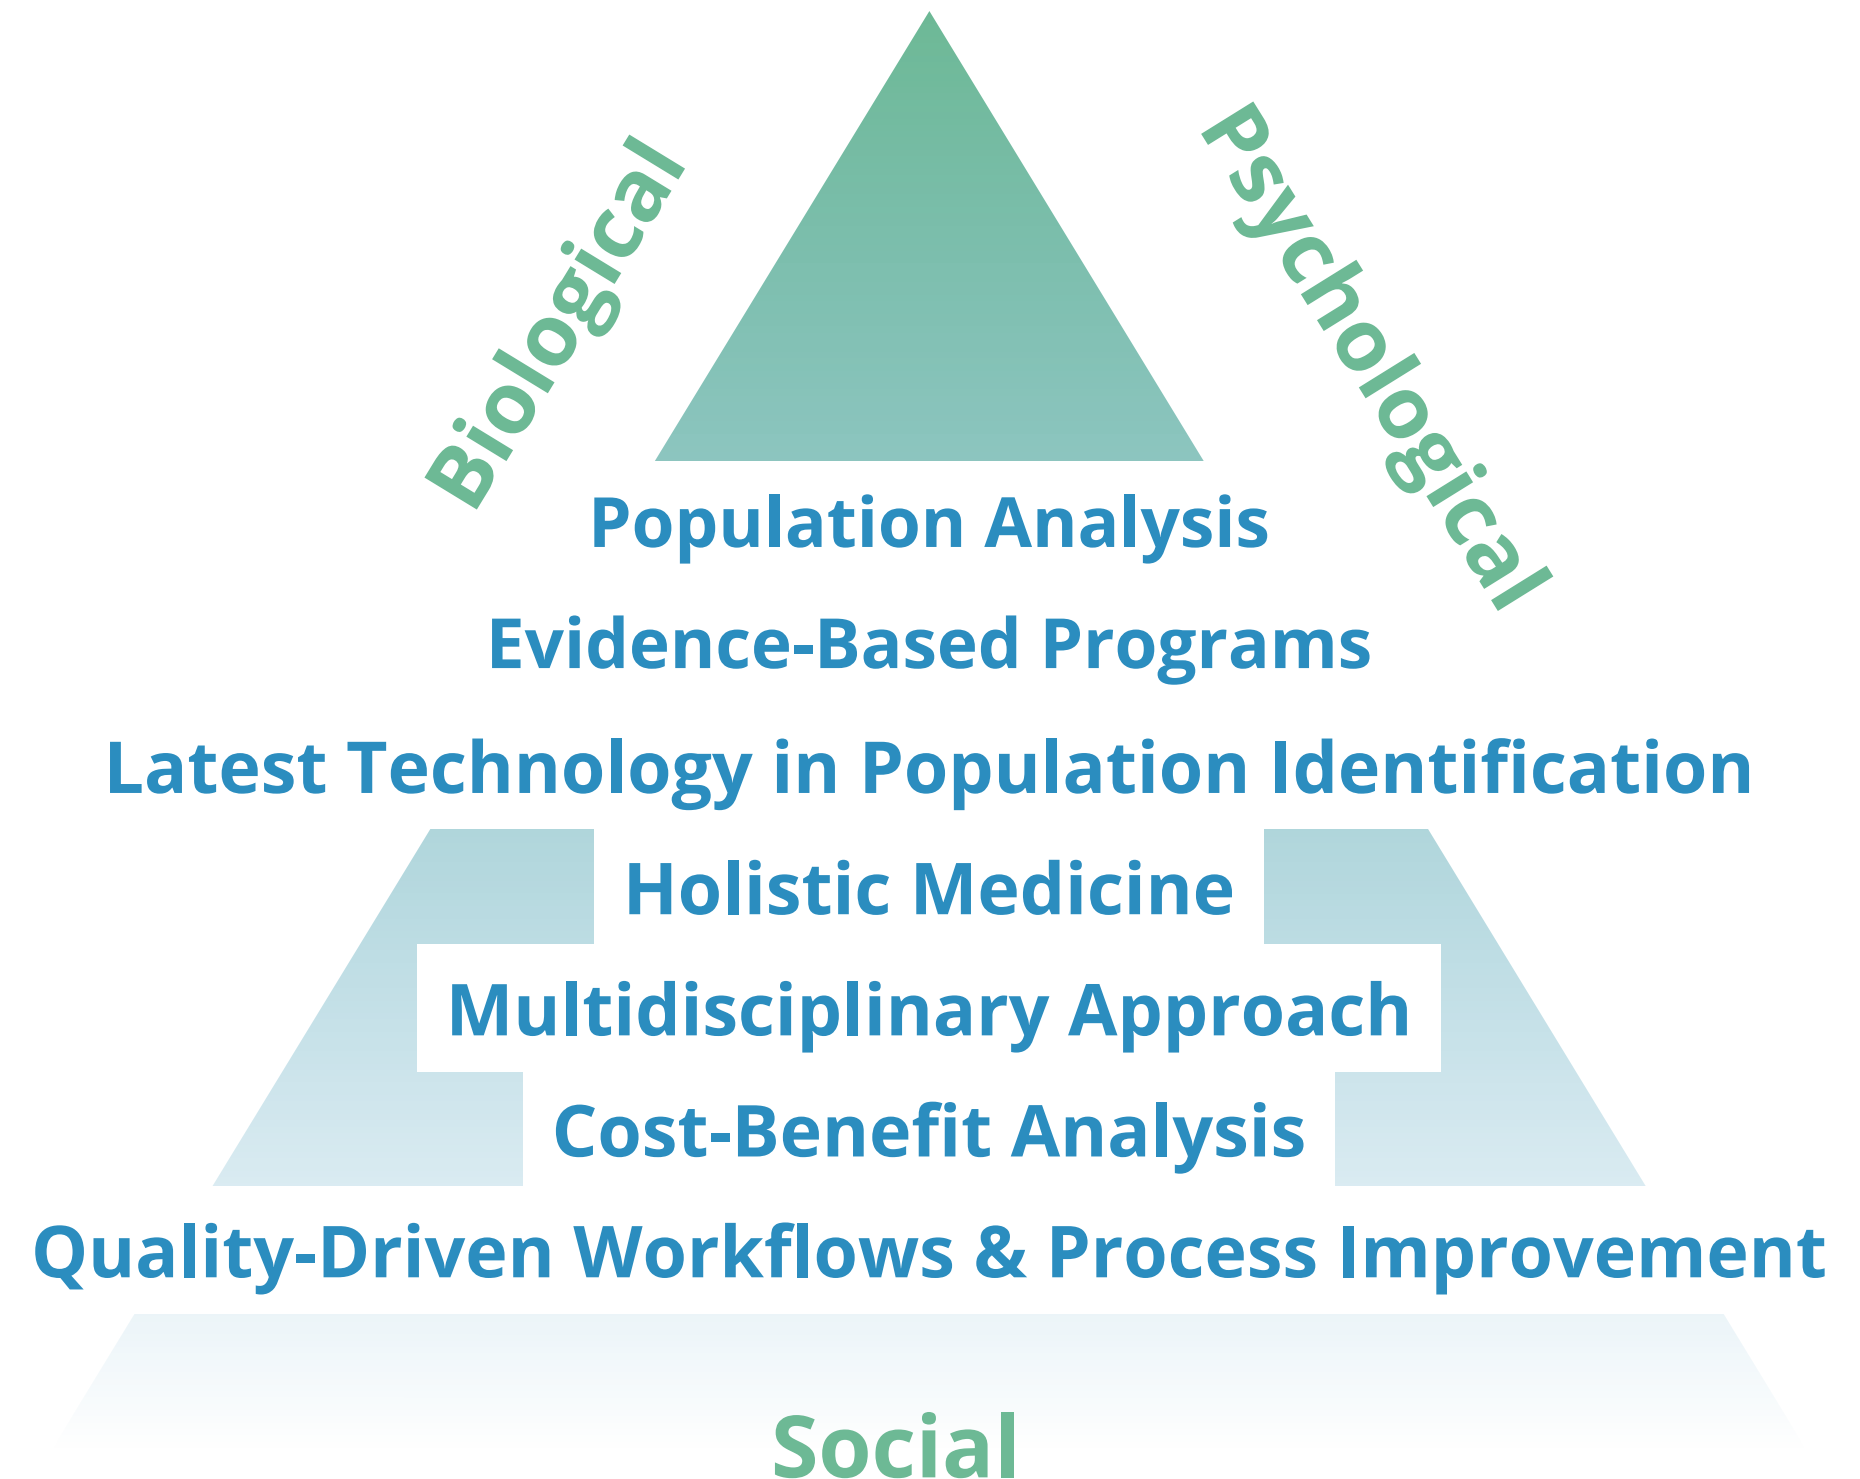 Biological
Psychological
Population Analysis
Evidence-Based Programs
Latest Technology in Population Identification
Holistic Medicine
Multidisciplinary Approach
Cost-Benefit Analysis
Quality-Driven Workflows & Process Improvement
Social